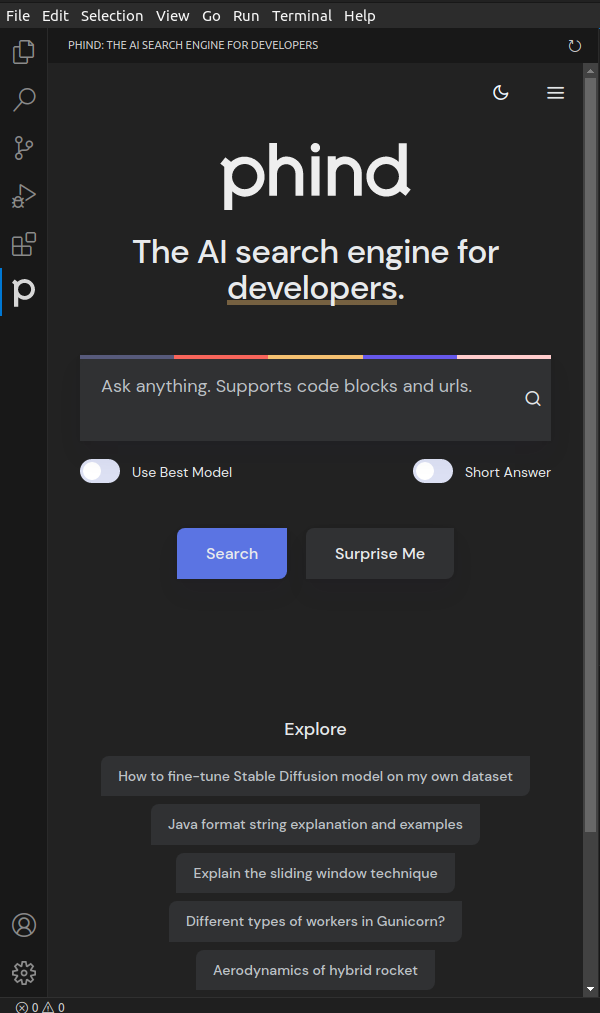 File Edit Selection View Go Run Terminal Help
PHIND: THE AI SEARCH ENGINE FOR DEVELOPERS
phind
The AI search engine for
developers.
Ask anything. Supports code blocks and urls.
Use Best Model Short Answer
Search Surprise Me
Explore
How to fine-tune Stable Diffusion model on my own dataset
Java format string explanation and examples
Explain the sliding window technique
Different types of workers in Gunicorn?
Aerodynamics of hybrid rocket
0 0